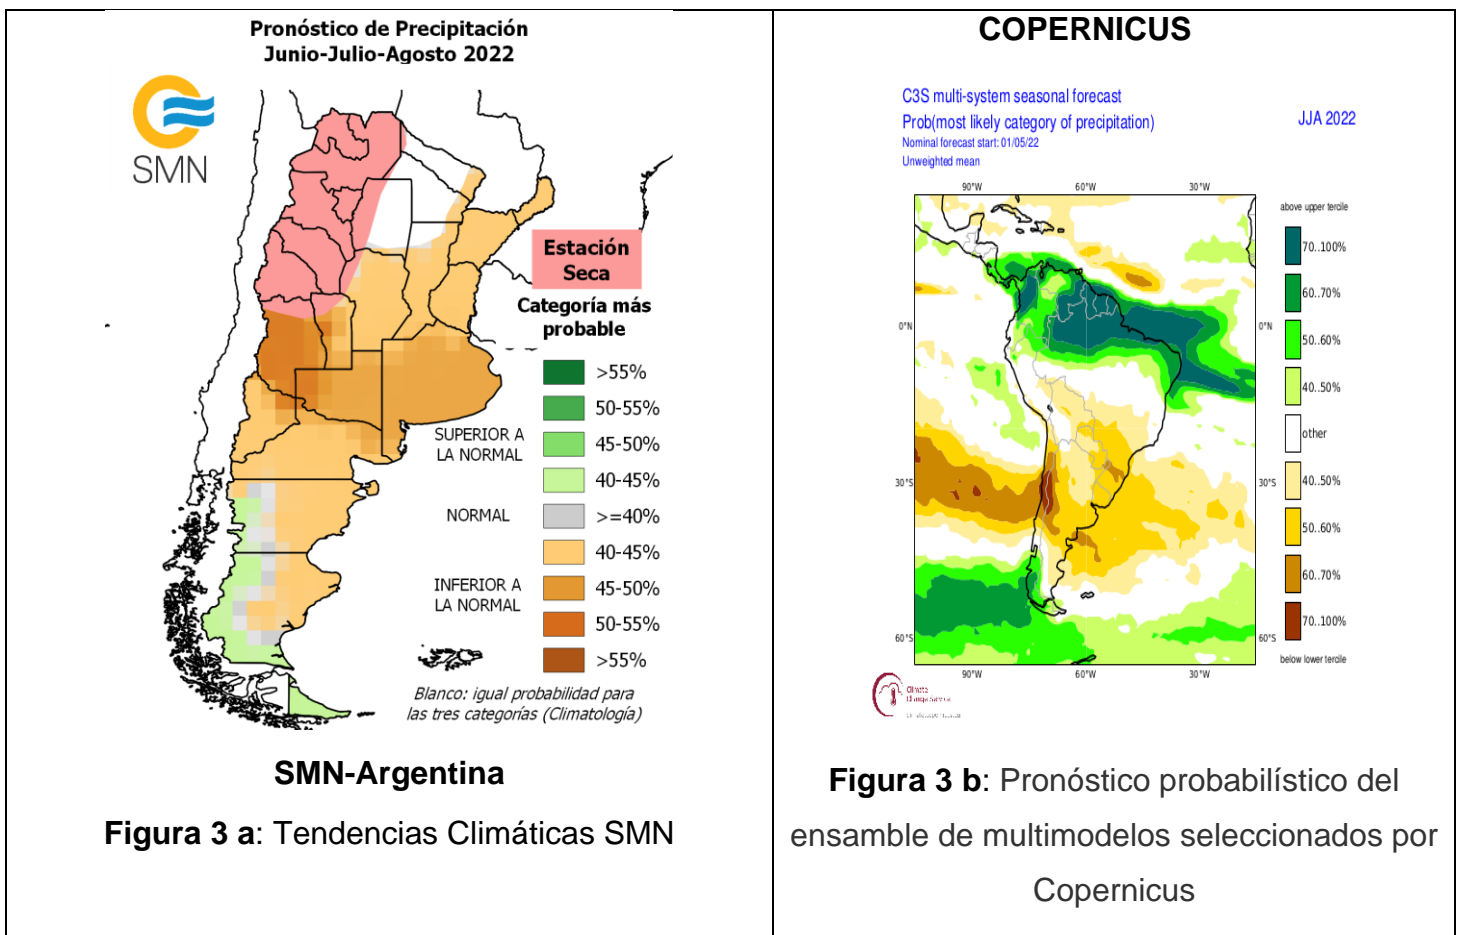 Pronóstico de Precipitación
Junio-Julio-Agosto 2022
SMN
Estación
Seca
Categoría más
probable
>55%
50-55%
SUPERIOR A
LA NORMAL
45-50%
40-45%
NORMAL
>=40%
40-45%
INFERIOR A
LA NORMAL
45-50%
50-55%
>55%
Blanco: igual probabilidad para
las tres categorías (Climatología)
SMN-Argentina
Figura 3 a: Tendencias Climáticas SMN
COPERNICUS
C3S multi-system seasonal forecast
Prob(most likely category of precipitation)
JJA 2022
Nominal forecast start: 01/05/22
Unweighted mean
90°W 60°W 30°W
above upper tercile
70..100%
60..70%
0°N 0°N
50..60%
40..50%
other
30°S 30°S
40..50%
50..60%
60..70%
60°S 60°S
70..100%
below lower tercile
90°W 60°W 30°W
Climate
Change Service
Figura 3 b: Pronóstico probabilístico del
ensamble de multimodelos seleccionados por
Copernicus